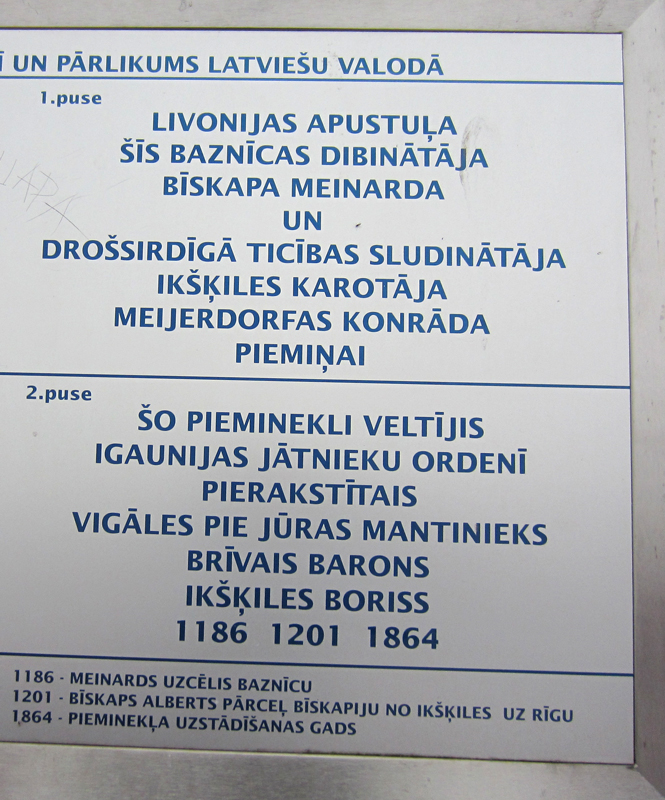 Ī UN PĀRLIKUMS LATVIEŠU VALODĀ
1.puse
LIVONIJAS APUSTUĻA
ŠĪS BAZNĪCAS DIBINĀTĀJA
BĪSKAPA MEINARDA
UN
DROŠSIRDĪGĀ TICĪBAS SLUDINĀTĀJA
IKŠĶILES KAROTĀJA
MEIJERDORFAS KONRĀDA
PIEMIŅAI
2.puse
ŠO PIEMINEKLI VELTĪJIS
IGAUNIJAS JĀTNIEKU ORDENĪ
PIERAKSTĪTAIS
VIGĀLES PIE JŪRAS MANTINIEKS
BRĪVAIS BARONS
IKŠĶILES BORISS
1186 1201 1864
1186 - MEINARDS UZCĒLIS BAZNĪCU
1201 - BĪSKAPS ALBERTS PĀRCEĻ BĪSKAPIJU NO IKŠĶILES UZ RĪGU
1864 - PIEMINEKĻA UZSTĀDĪŠANAS GADS